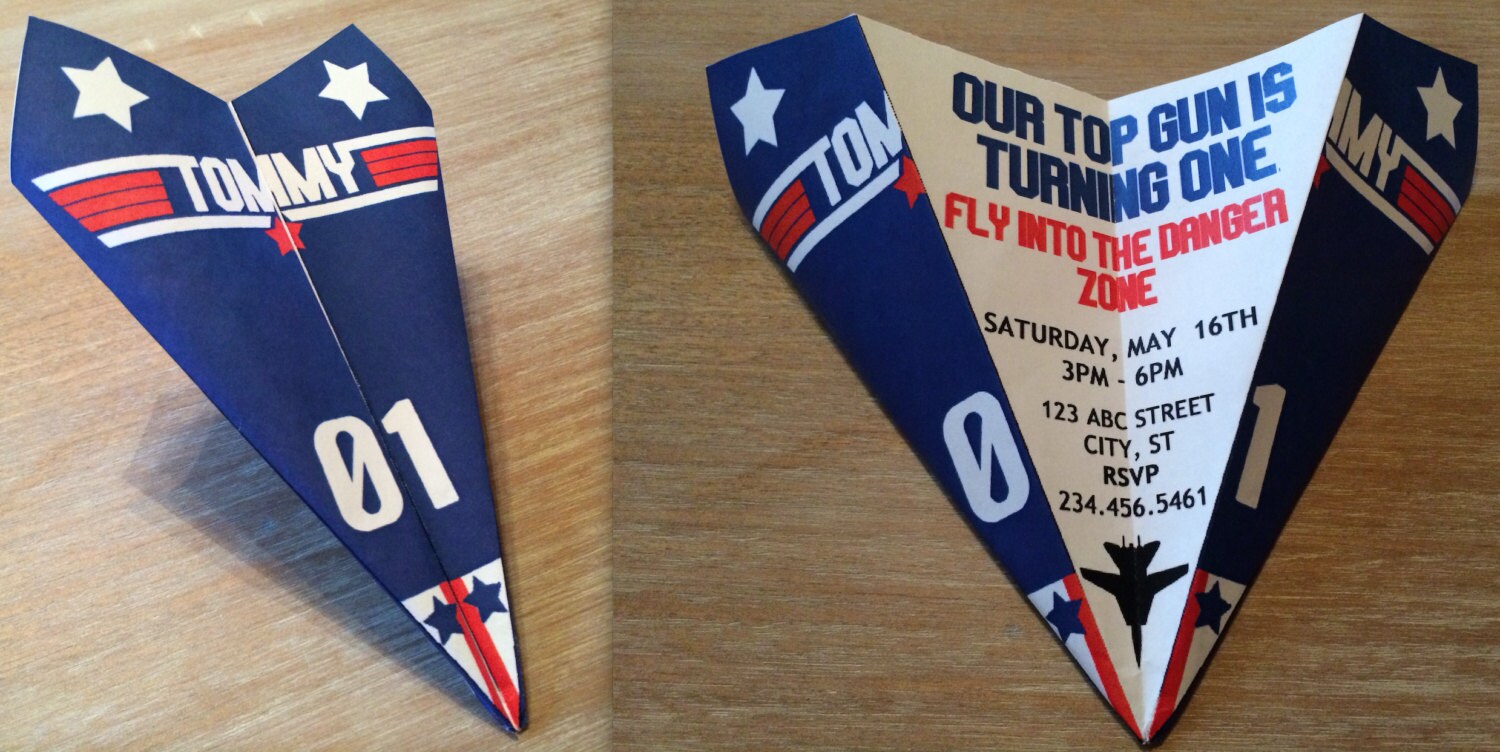 TOMMY
01
TOM
MMY
OUR TOP GUN IS
TURNING ONE
FLY INTO THE DANGER
ZONE
SATURDAY, MAY 16TH
3PM - 6PM
123 ABC STREET
CITY, ST
RSVP
234.456.5461
0
1